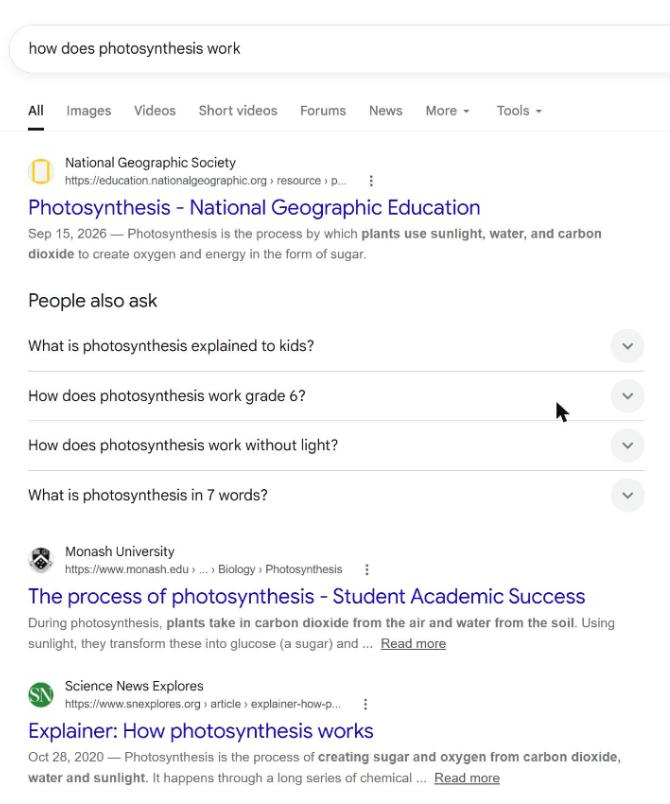 how does photosynthesis work
All Images Videos Short videos Forums News More Tools
National Geographic Society
https://education.nationalgeographic.org › resource › p...
Photosynthesis - National Geographic Education
Sep 15, 2026 — Photosynthesis is the process by which plants use sunlight, water, and carbon
dioxide to create oxygen and energy in the form of sugar.
People also ask
What is photosynthesis explained to kids?
How does photosynthesis work grade 6?
How does photosynthesis work without light?
What is photosynthesis in 7 words?
Monash University
https://www.monash.edu › ... › Biology › Photosynthesis
The process of photosynthesis - Student Academic Success
During photosynthesis, plants take in carbon dioxide from the air and water from the soil. Using
sunlight, they transform these into glucose (a sugar) and ... Read more
SN
Science News Explores
https://www.snexplores.org › article › explainer-how-p...
Explainer: How photosynthesis works
Oct 28, 2020 — Photosynthesis is the process of creating sugar and oxygen from carbon dioxide,
water and sunlight. It happens through a long series of chemical ... Read more